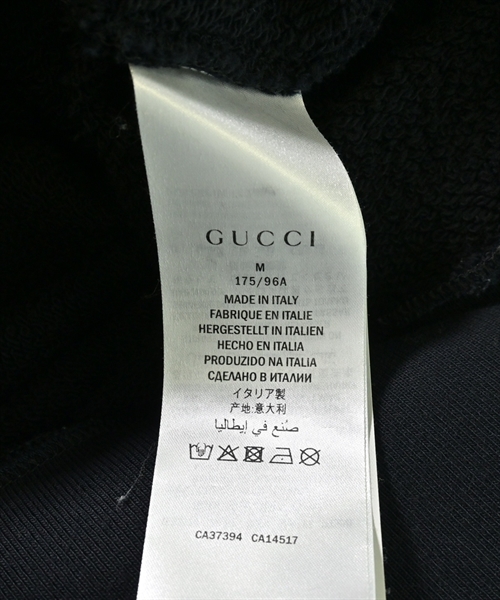 GUCCI
M
175/96A
MADE IN ITALY
FABRIQUE EN ITALIE
HERGESTELLT IN ITALIEN
HECHO EN ITALIA
PRODUZIDO NA ITALIA
СДЕЛАНО В ИТАЛИИ
イタリア製
产地:意大利
صُنع في إيطاليا
CA37394 CA14517